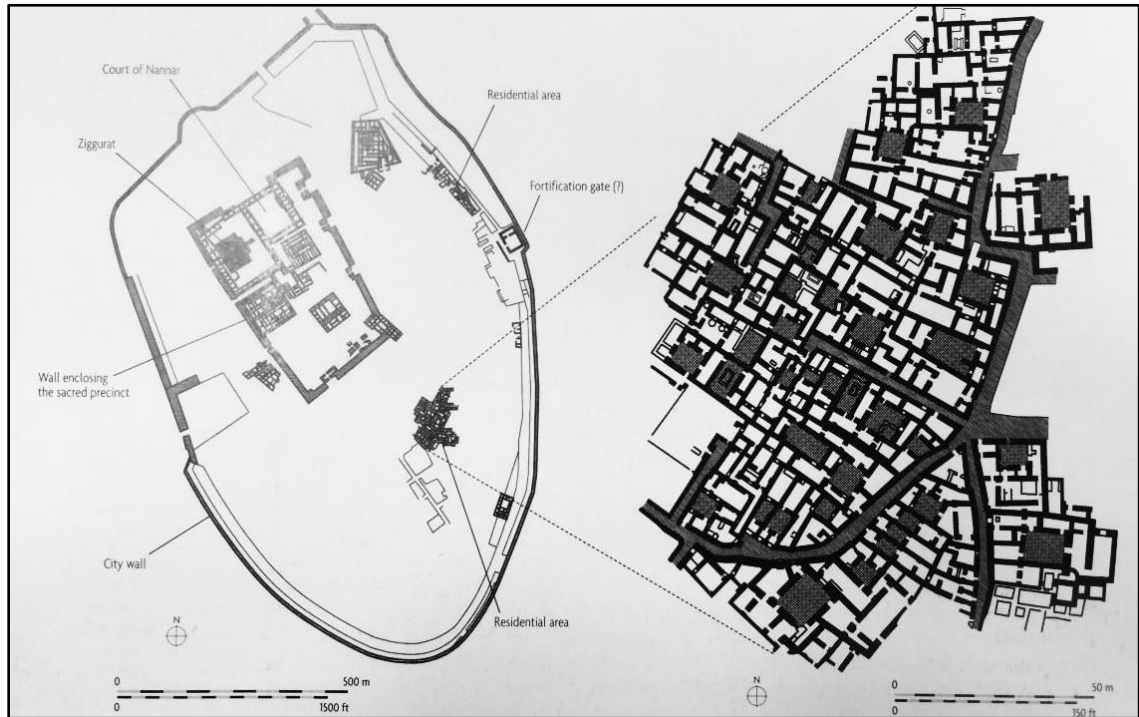 Court of Nannar
Residential area
Ziggurat
Fortification gate (?)
Wall enclosing
the sacred precinct
City wall
Residential area
N
N
0 500 m
0 1500 ft
0 50 m
0 150 ft